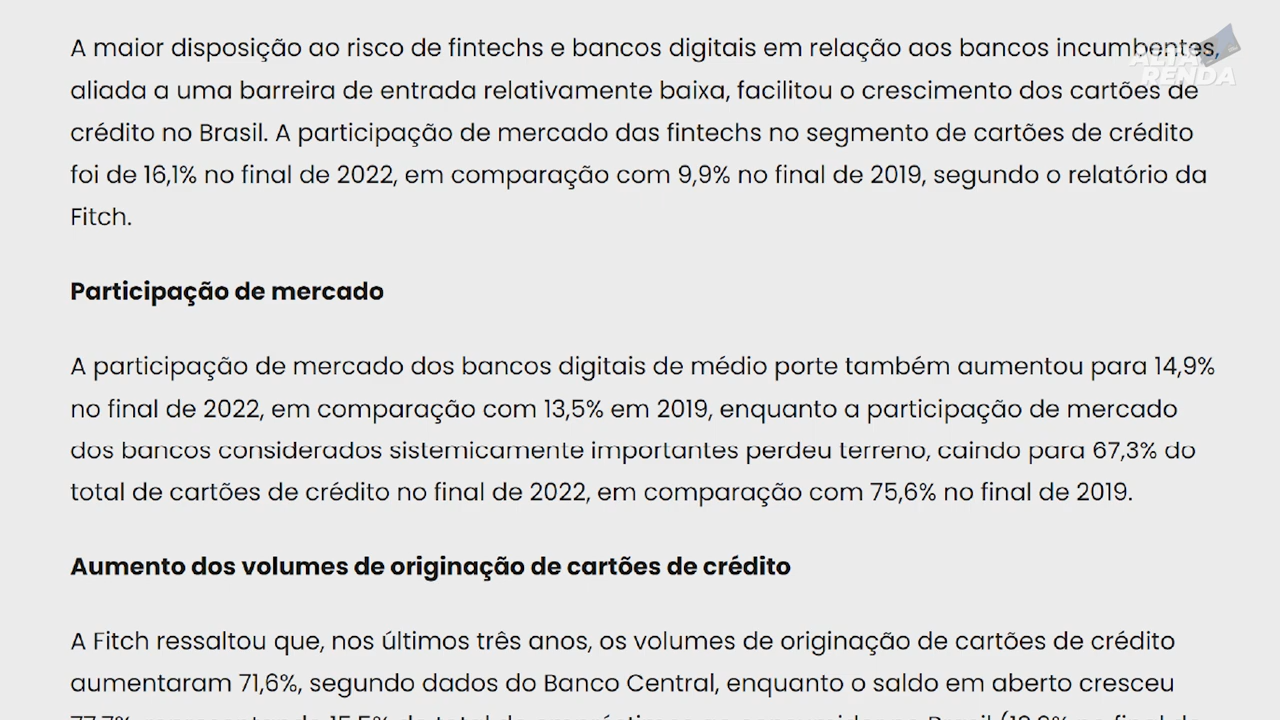 A maior disposição ao risco de fintechs e bancos digitais em relação aos bancos incumbentes,
ALTA
RENDA
aliada a uma barreira de entrada relativamente baixa, facilitou o crescimento dos cartões de
crédito no Brasil. A participação de mercado das fintechs no segmento de cartões de crédito
foi de 16,1% no final de 2022, em comparação com 9,9% no final de 2019, segundo o relatório da
Fitch.
Participação de mercado
A participação de mercado dos bancos digitais de médio porte também aumentou para 14,9%
no final de 2022, em comparação com 13,5% em 2019, enquanto a participação de mercado
dos bancos considerados sistemicamente importantes perdeu terreno, caindo para 67,3% do
total de cartões de crédito no final de 2022, em comparação com 75,6% no final de 2019.
Aumento dos volumes de originação de cartões de crédito
A Fitch ressaltou que, nos últimos três anos, os volumes de originação de cartões de crédito
aumentaram 71,6%, segundo dados do Banco Central, enquanto o saldo em aberto cresceu